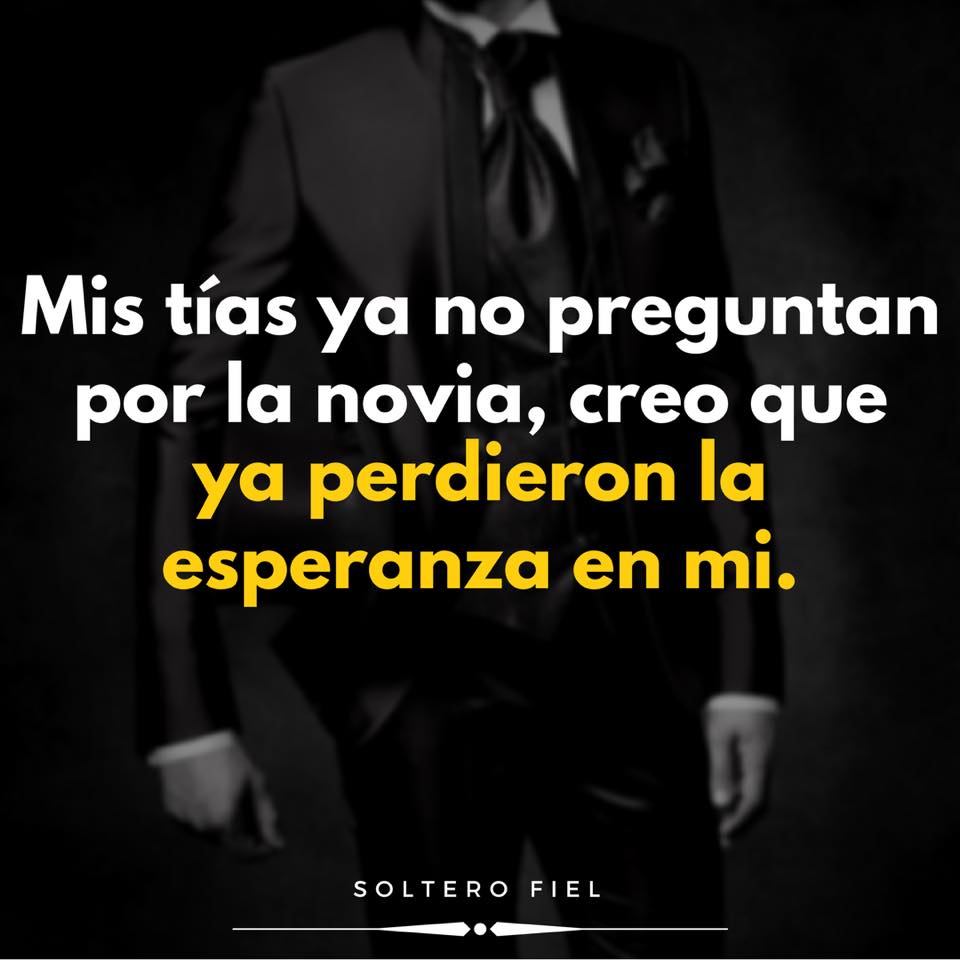 Mis tías ya no preguntan
por la novia, creo que
ya perdieron la
esperanza en mi.
SOLTERO FIEL